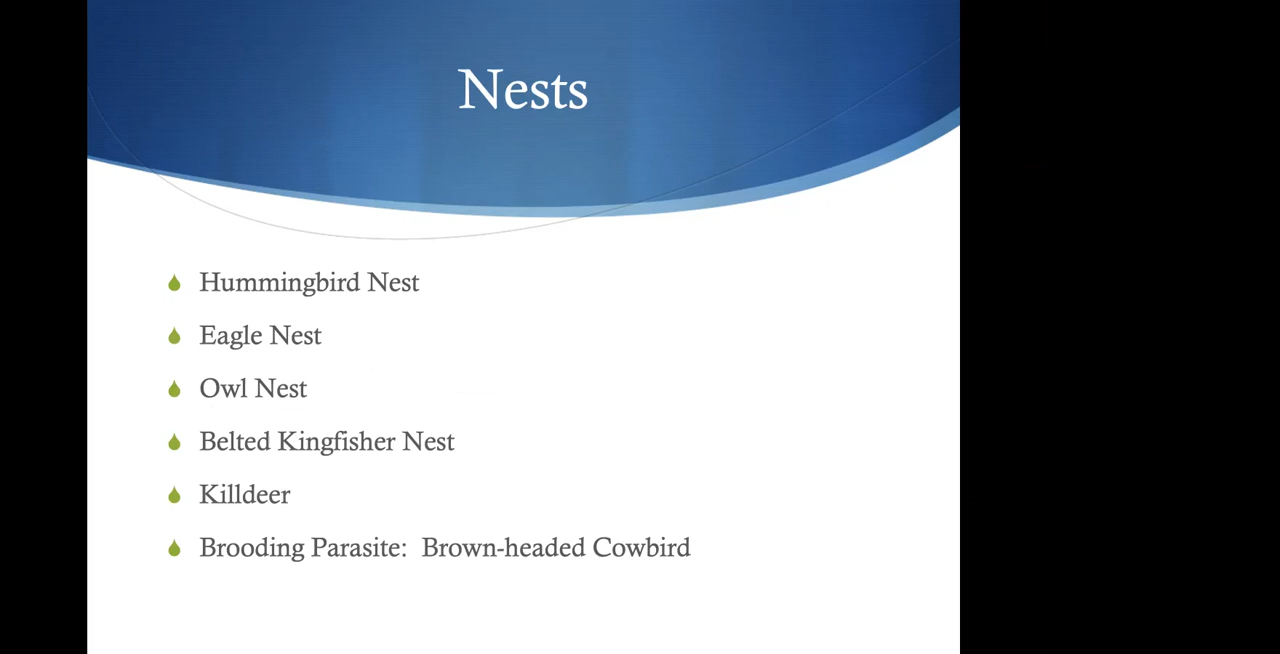 Nests
Hummingbird Nest
Eagle Nest
Owl Nest
Belted Kingfisher Nest
Killdeer
Brooding Parasite:  Brown-headed Cowbird